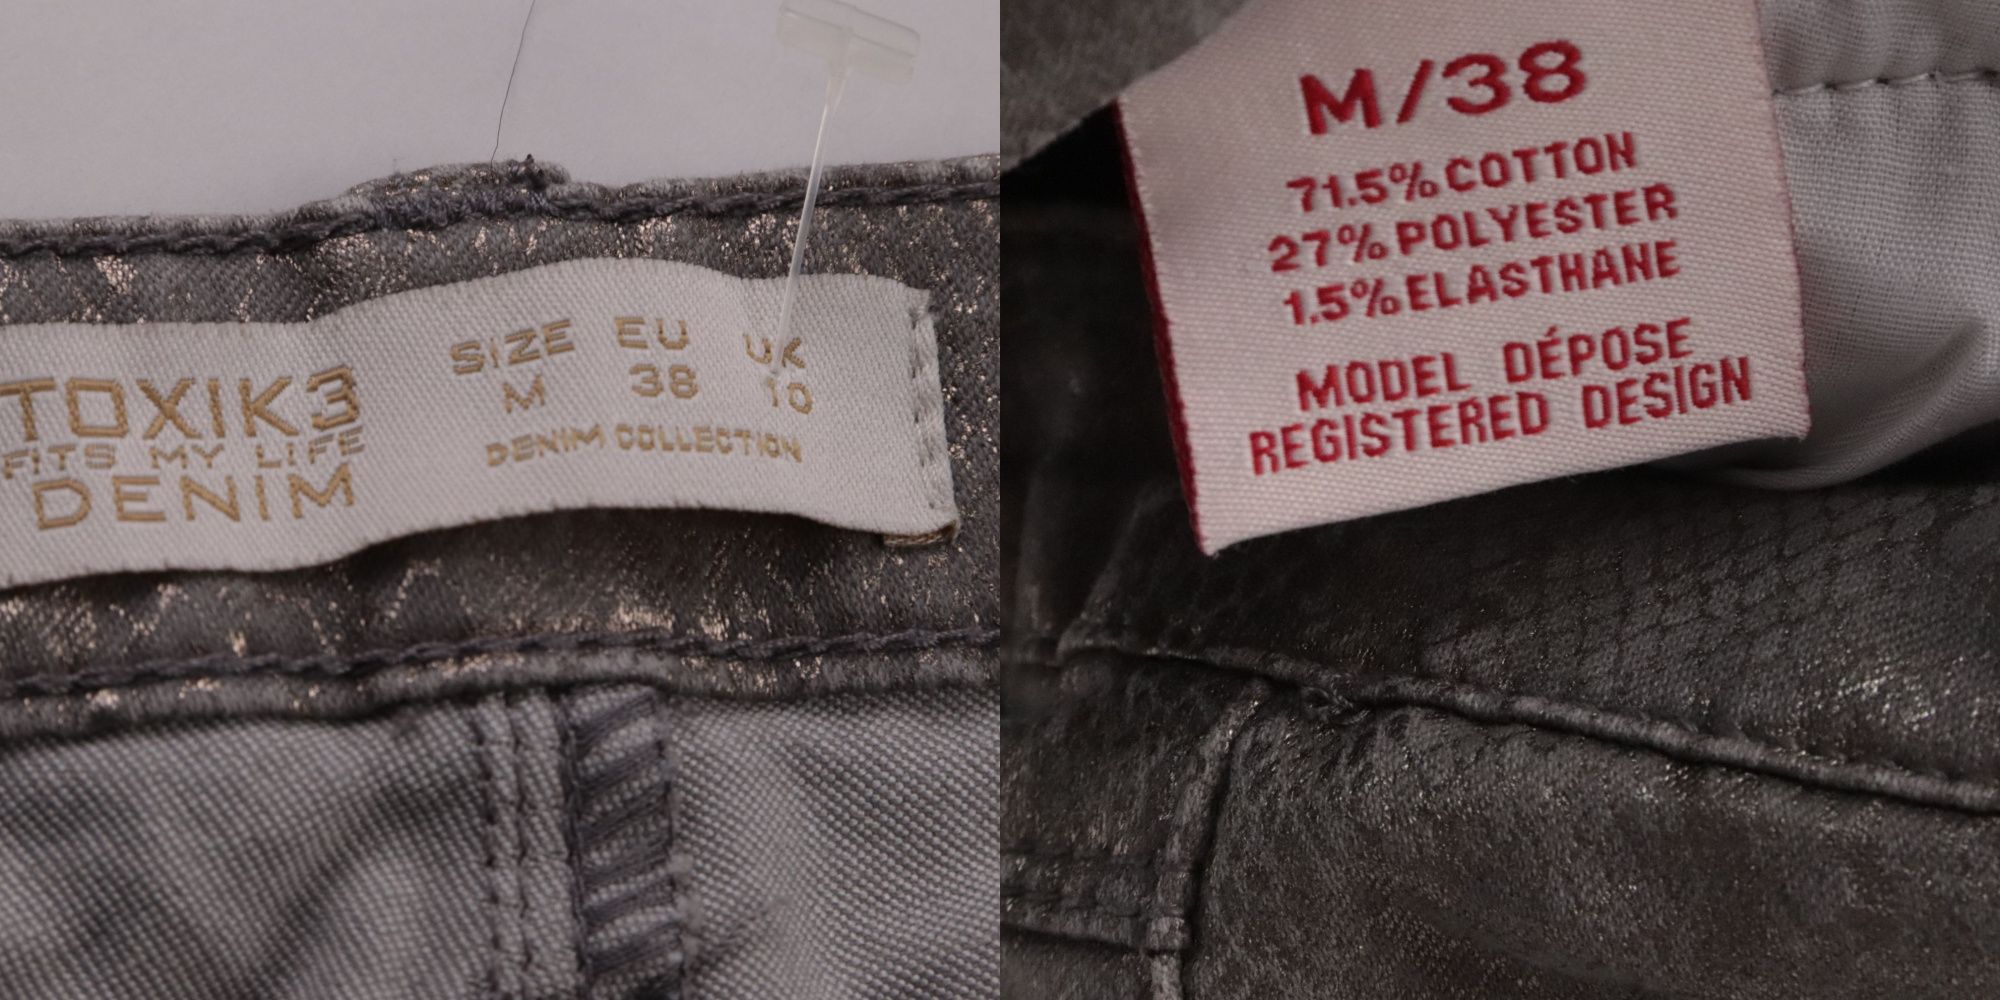 TOXIK3
FITS MY LIFE
DENIM
SIZE EU UK
M 38 10
DENIM COLLECTION
M/38
71.5% COTTON
27% POLYESTER
1.5% ELASTHANE
MODEL DÉPOSE
REGISTERED DESIGN